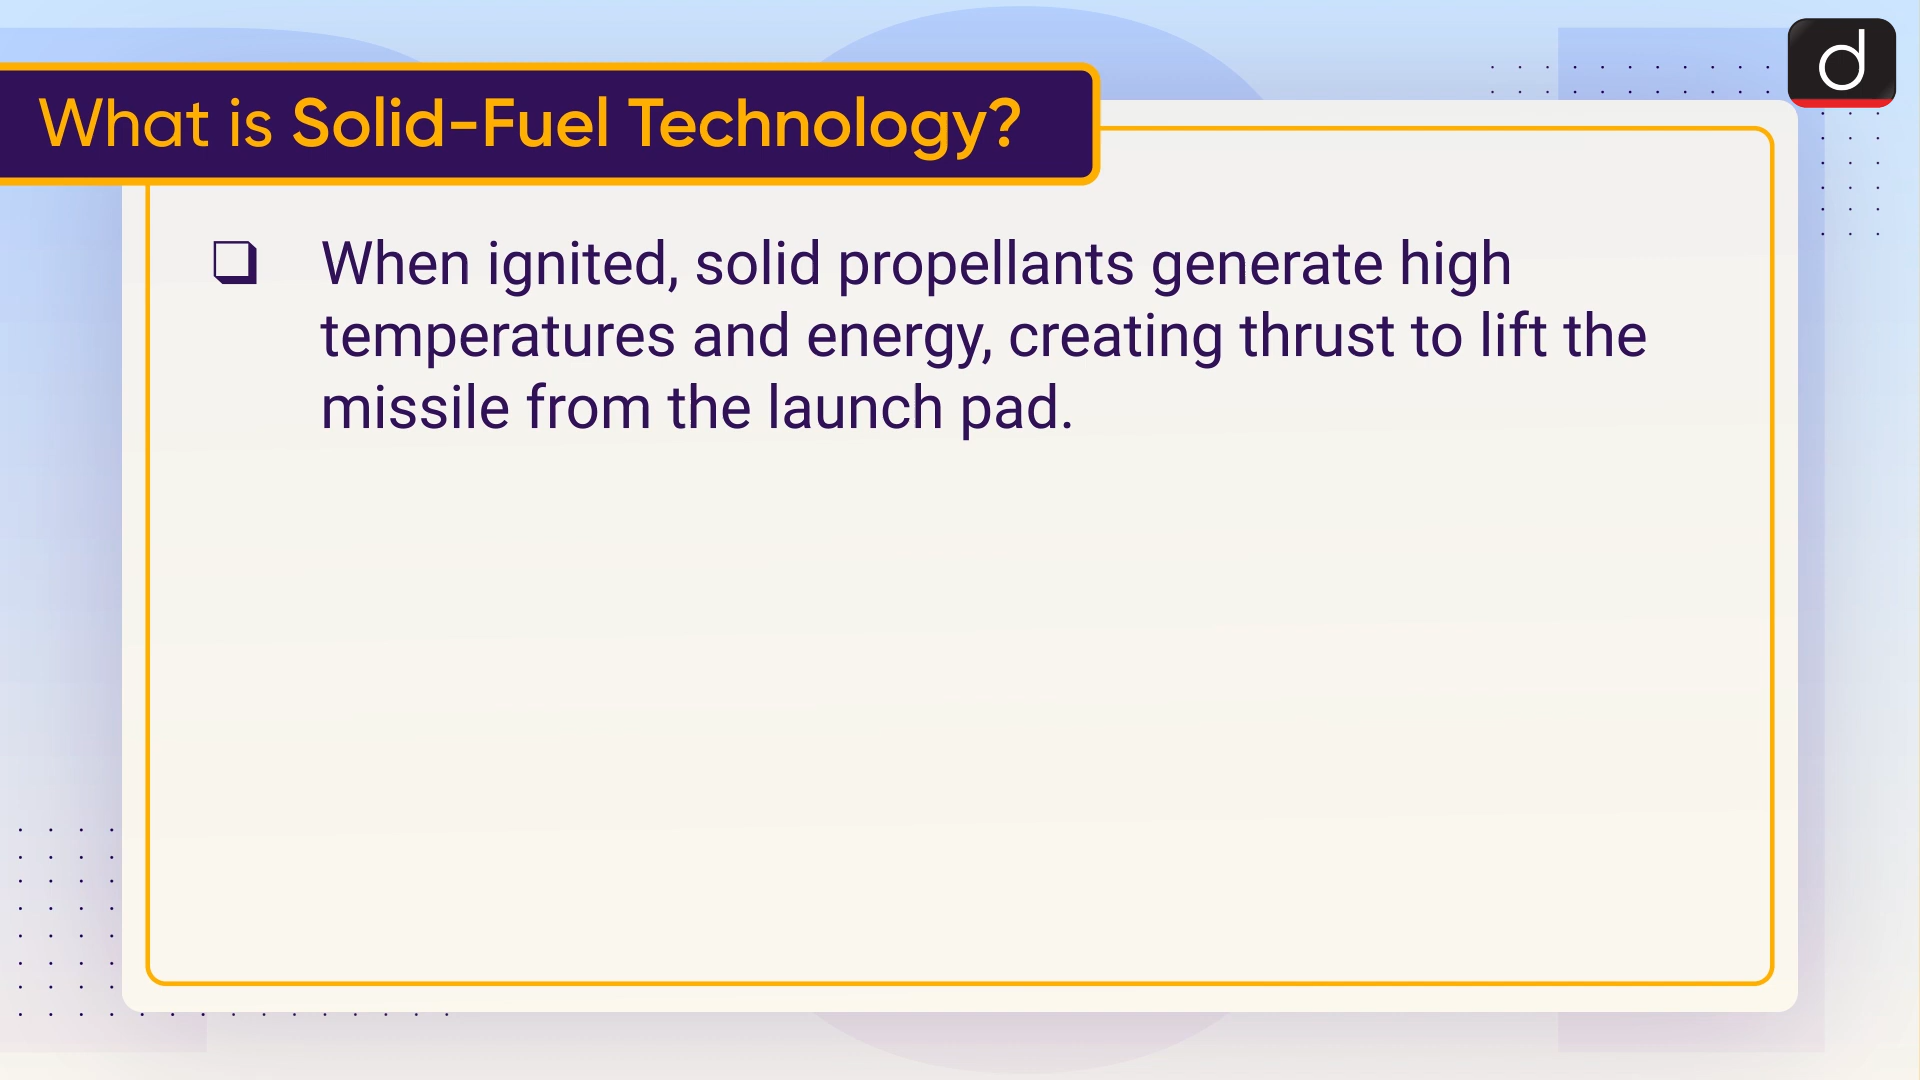 What is Solid-Fuel Technology?
d
❑ When ignited, solid propellants generate high
temperatures and energy, creating thrust to lift the
missile from the launch pad.